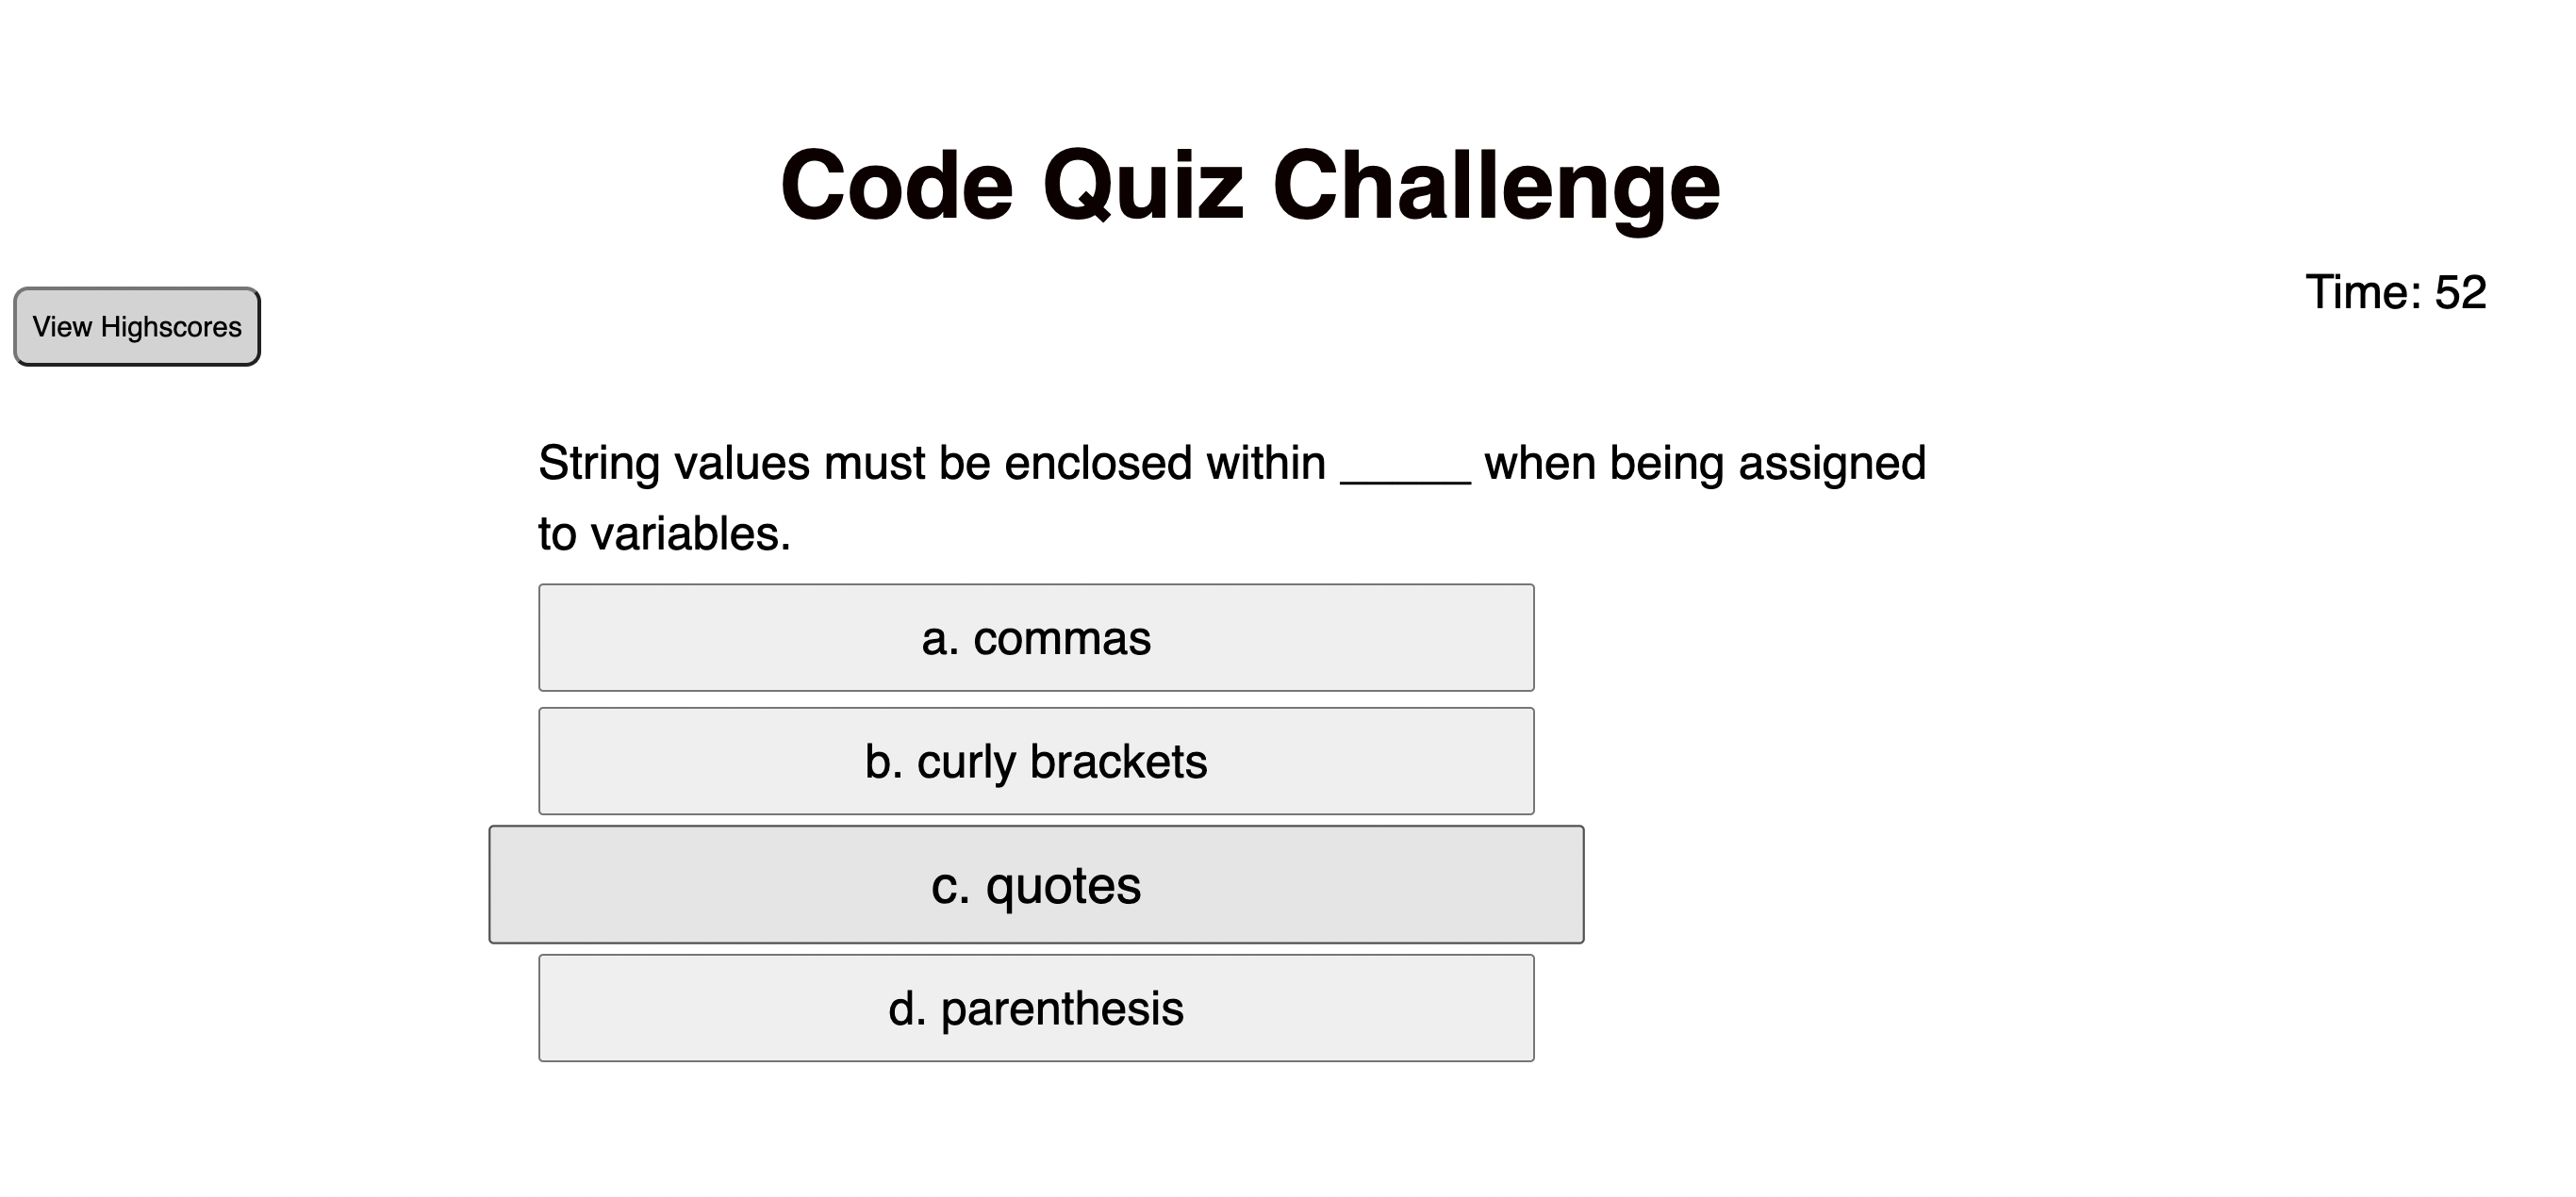 Code Quiz Challenge
View Highscores
Time: 52
String values must be enclosed within _____ when being assigned
to variables.
a. commas
b. curly brackets
c. quotes
d. parenthesis